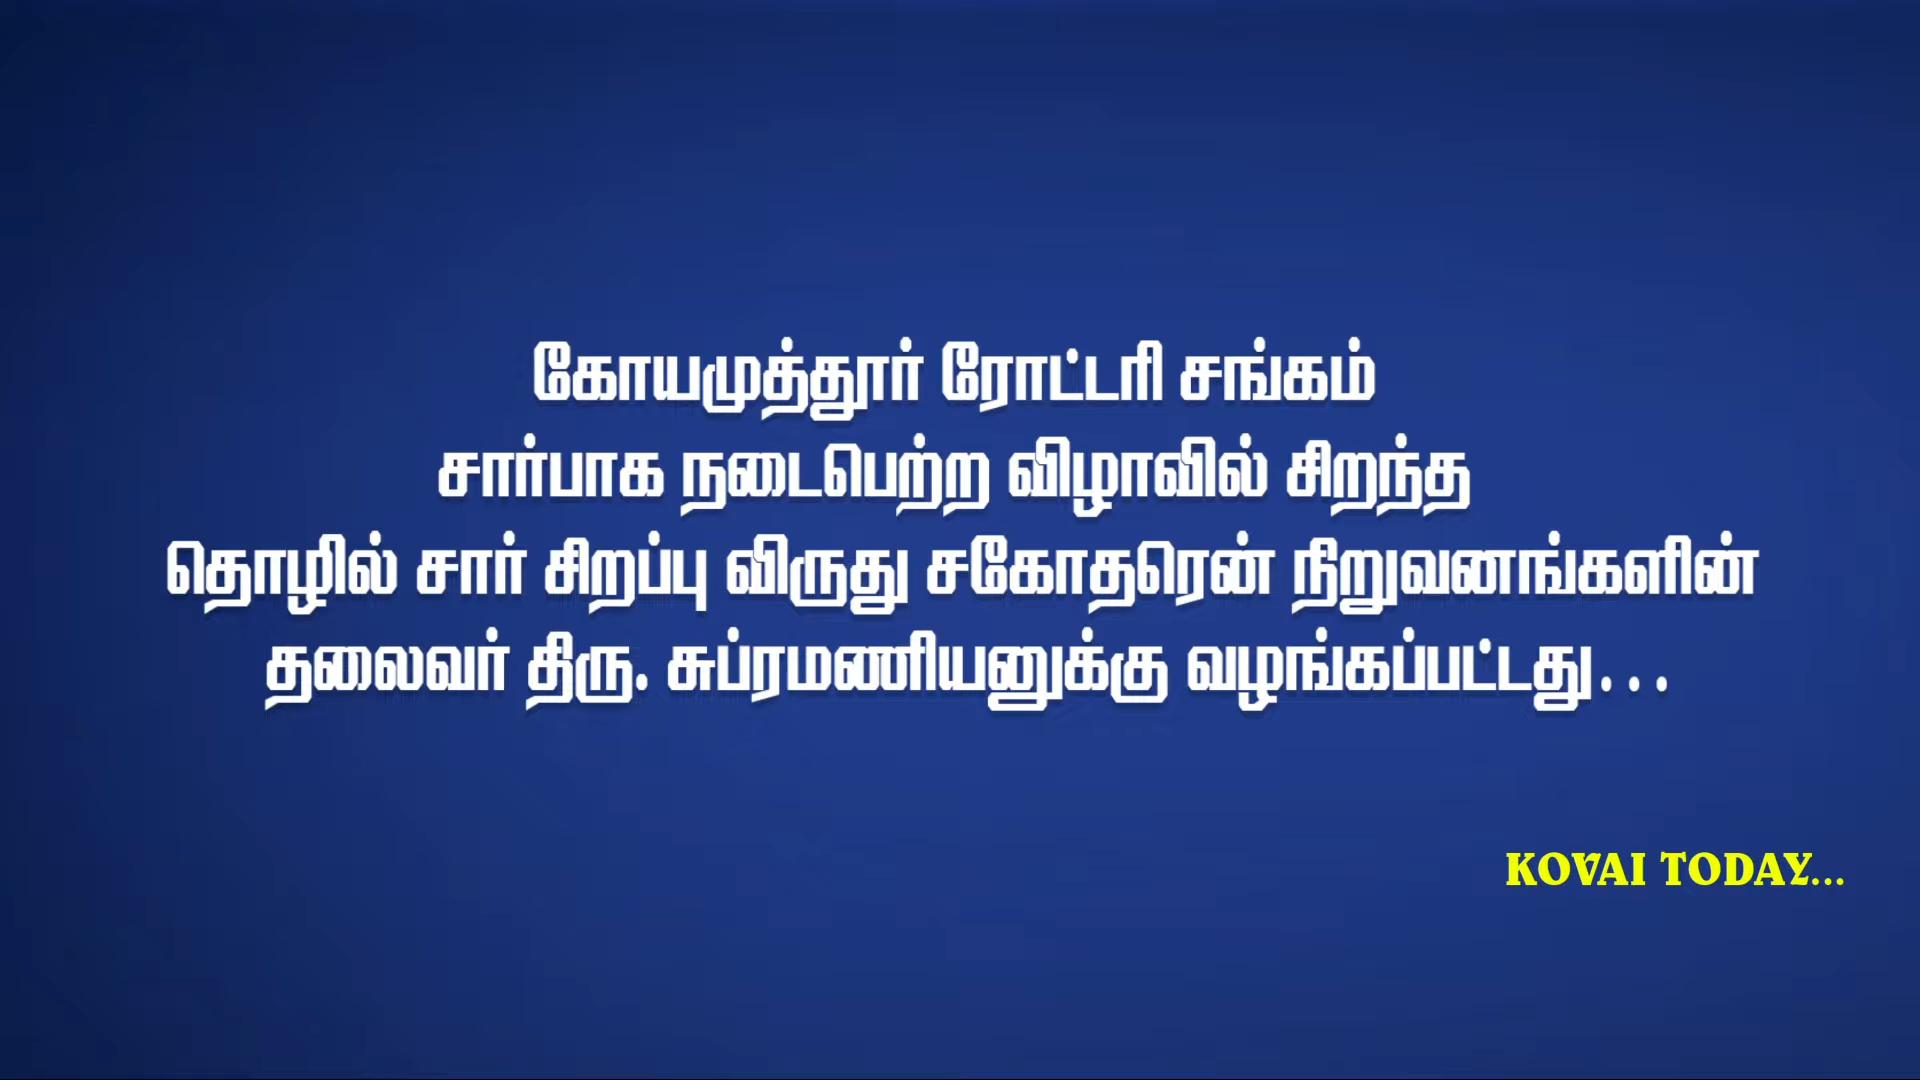 கோயமுத்தூர் ரோட்டரி சங்கம்
சார்பாக நடைபெற்ற விழாவில் சிறந்த
தொழில் சார் சிறப்பு விருது சகோதரென் நிறுவனங்களின்
தலைவர் திரு. சுப்ரமணியனுக்கு வழங்கப்பட்டது...
KOVAI TODAY...